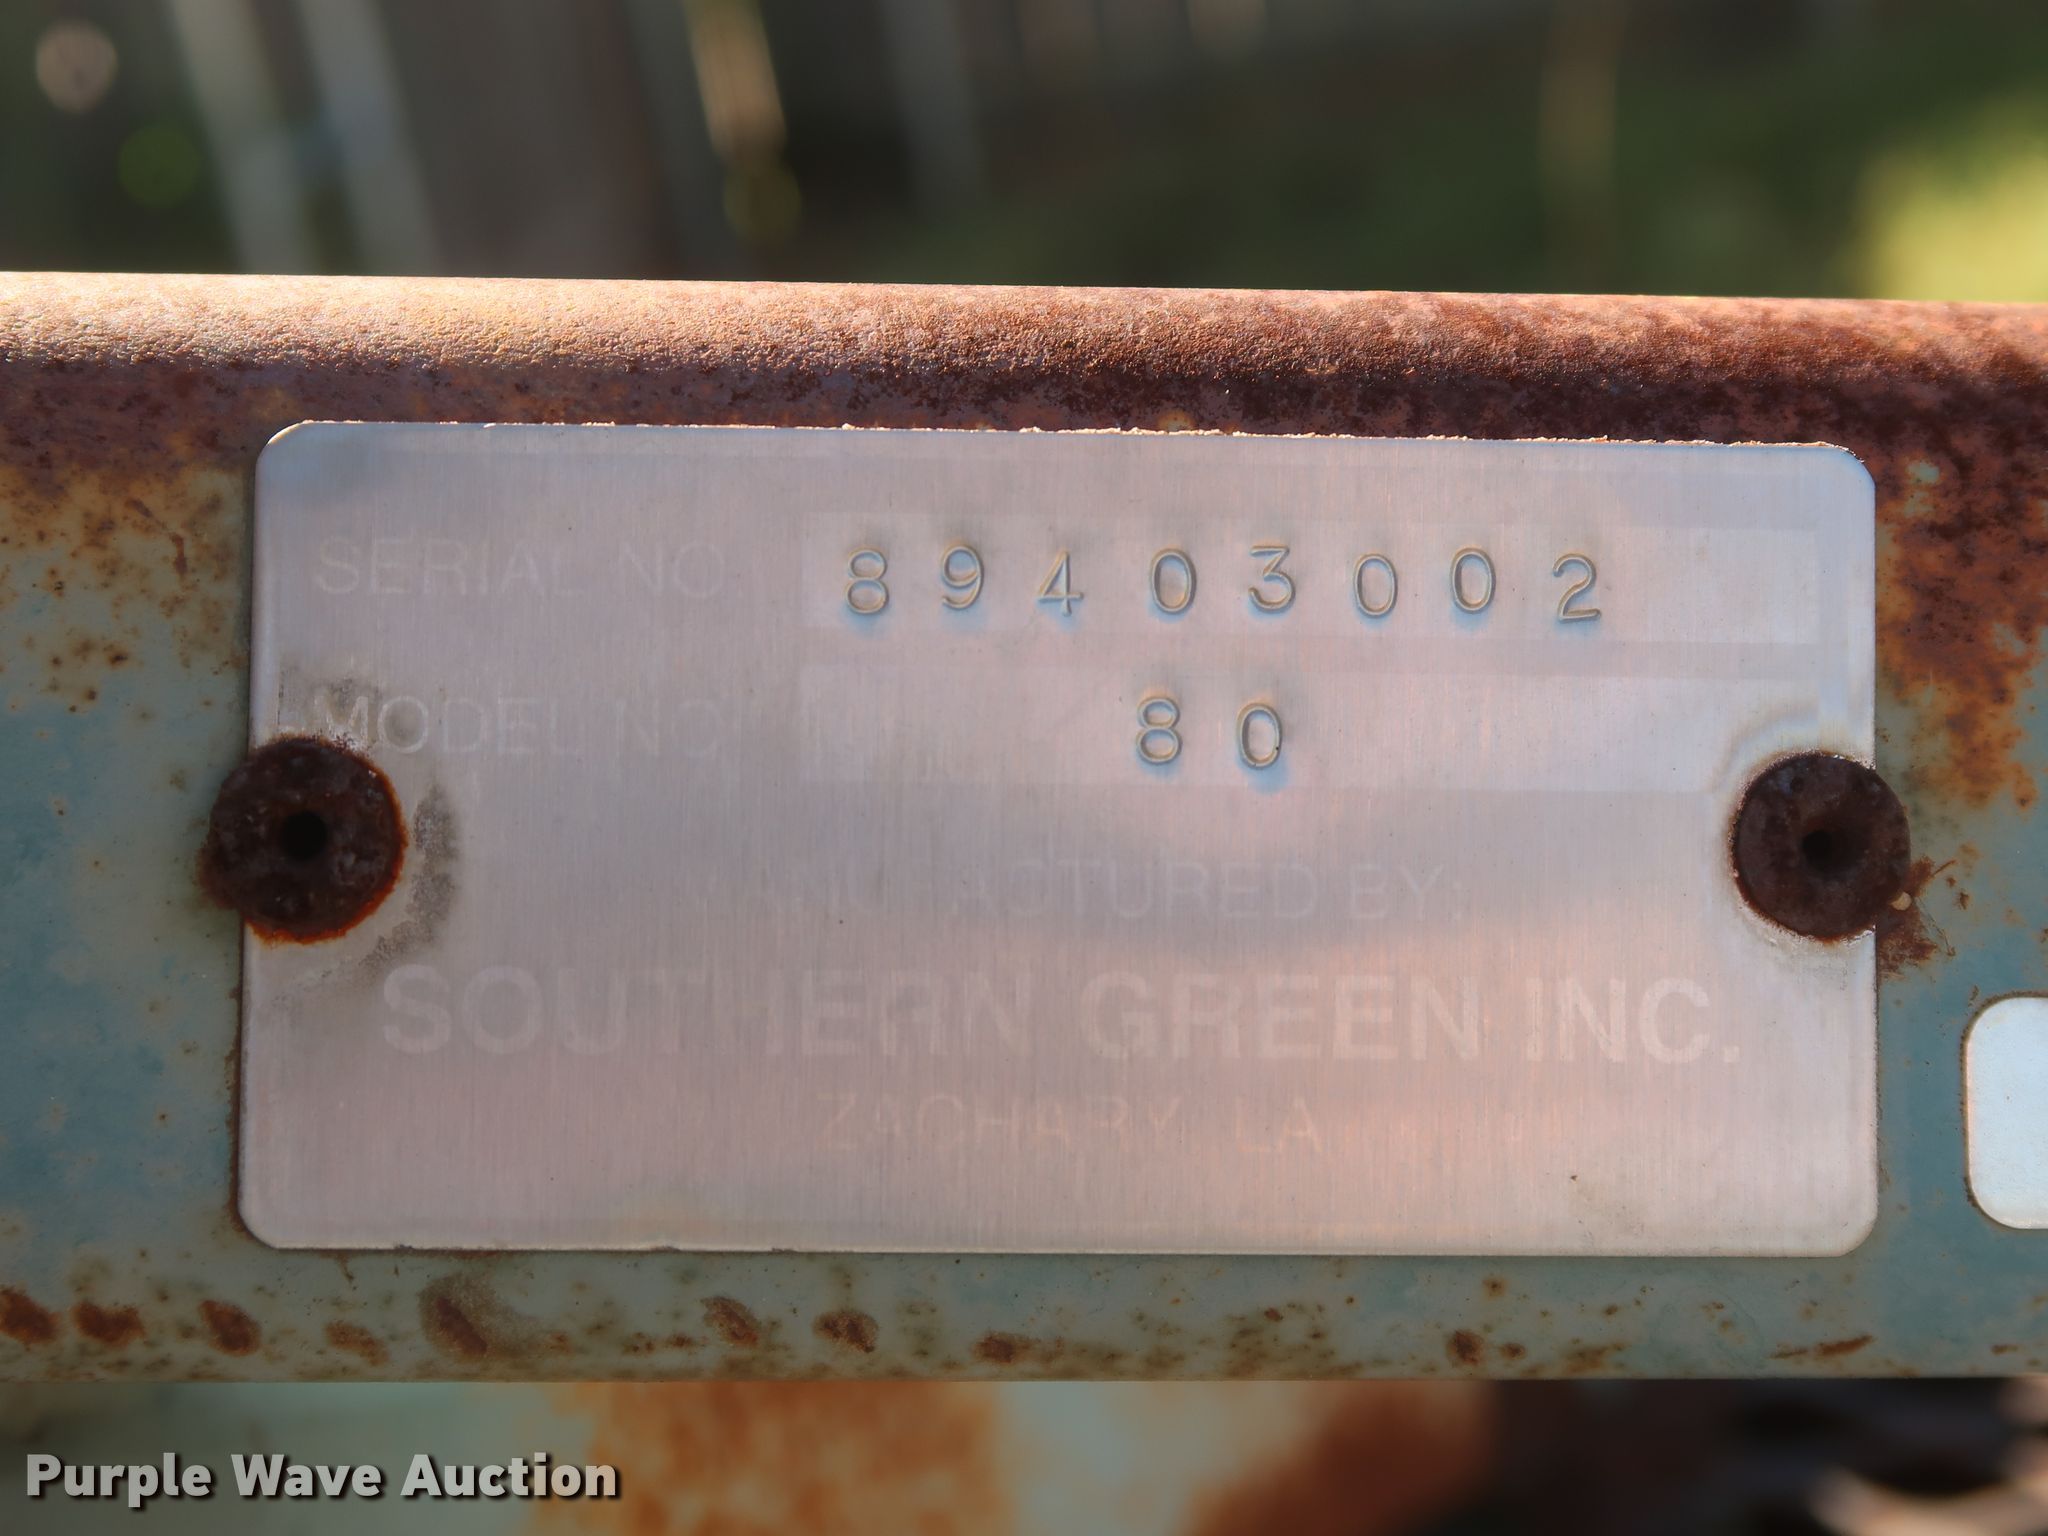 SERIAL NO 89403002
MODEL NO 80
MANUFACTURED BY:
SOUTHERN GREEN INC.
ZACHARY, LA
Purple Wave Auction